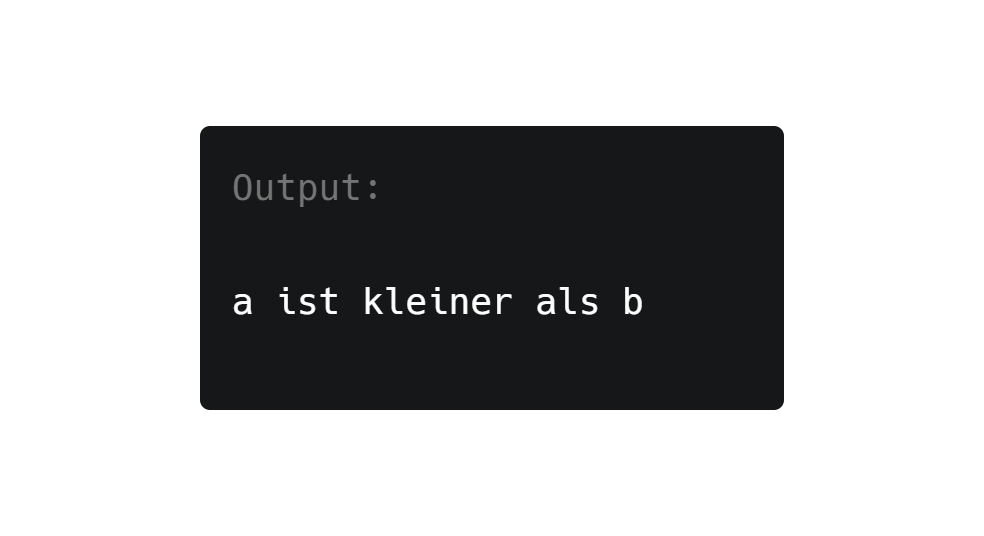 Output:
a ist kleiner als b